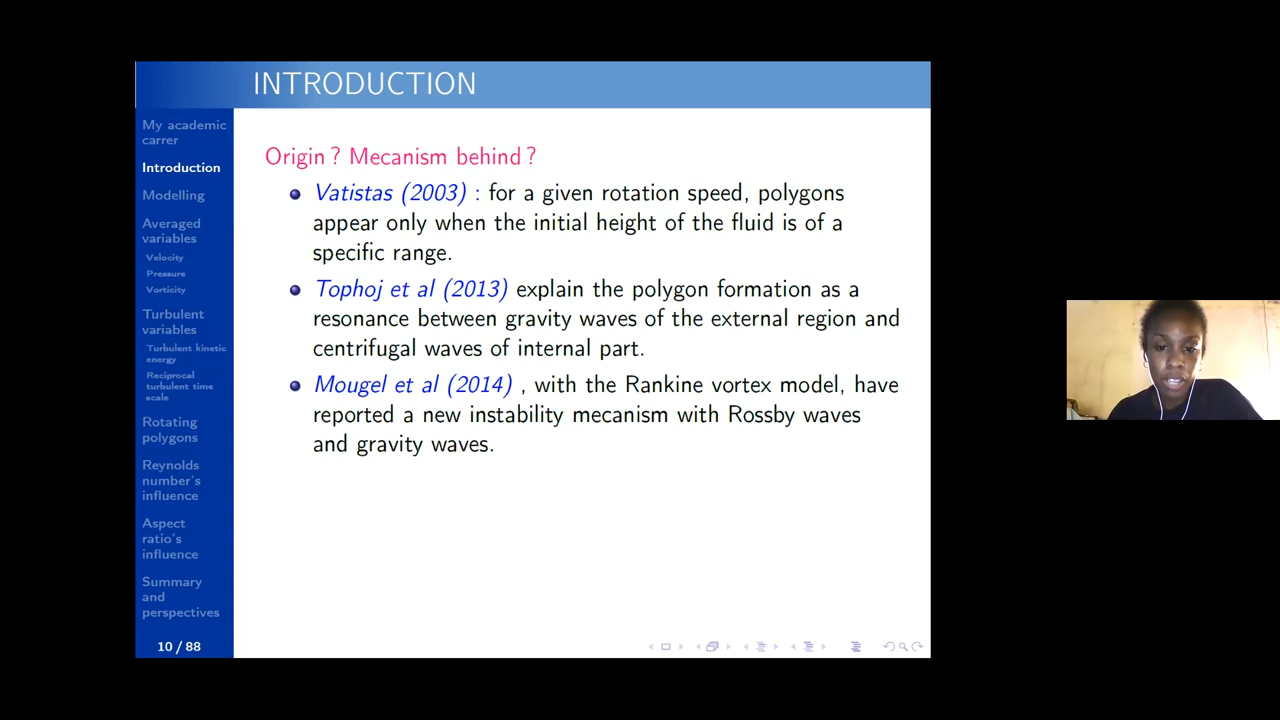 INTRODUCTION
My academic
carrer
Introduction
Modelling
Averaged
variables
Velocity
Pressure
Vorticity
Turbulent
variables
Turbulent kinetic
energy
Reciprocal
turbulent time
scale
Rotating
polygons
Reynolds
number's
influence
Aspect
ratio's
influence
Summary
and
perspectives
10 / 88
Origin ? Mecanism behind ?
Vatistas (2003) : for a given rotation speed, polygons
appear only when the initial height of the fluid is of a
specific range.
Tophoj et al (2013) explain the polygon formation as a
resonance between gravity waves of the external region and
centrifugal waves of internal part.
Mougel et al (2014) , with the Rankine vortex model, have
reported a new instability mecanism with Rossby waves
and gravity waves.